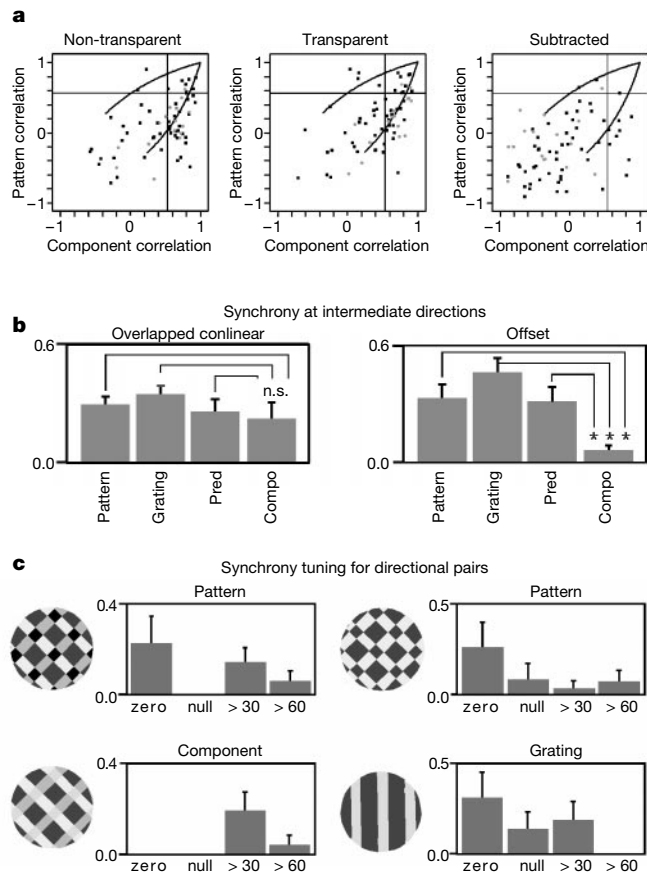 a
Non-transparent Transparent Subtracted
Pattern correlation
1
0
−1
−1 0 1
Component correlation
Pattern correlation
1
0
−1
−1 0 1
Component correlation
Pattern correlation
1
0
−1
−1 0 1
Component correlation
b
Synchrony at intermediate directions
Overlapped conlinear
0.6
n.s.
0.0
Pattern
Grating
Pred
Compo
Offset
0.6
* * *
0.0
Pattern
Grating
Pred
Compo
c
Synchrony tuning for directional pairs
Pattern
0.4
0.0
zero null > 30 > 60
Pattern
0.5
0.0
zero null > 30 > 60
Component
0.4
0.0
zero null > 30 > 60
Grating
0.5
0.0
zero null > 30 > 60